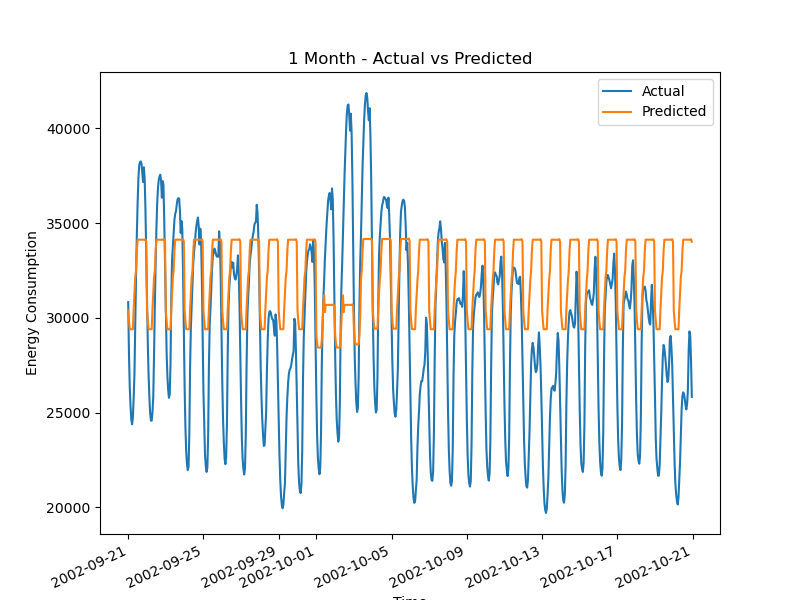 1 Month - Actual vs Predicted
Actual
Predicted
Energy Consumption
40000
35000
30000
25000
20000
2002-09-21
2002-09-25
2002-09-29
2002-10-01
2002-10-05
2002-10-09
2002-10-13
2002-10-17
2002-10-21
Time